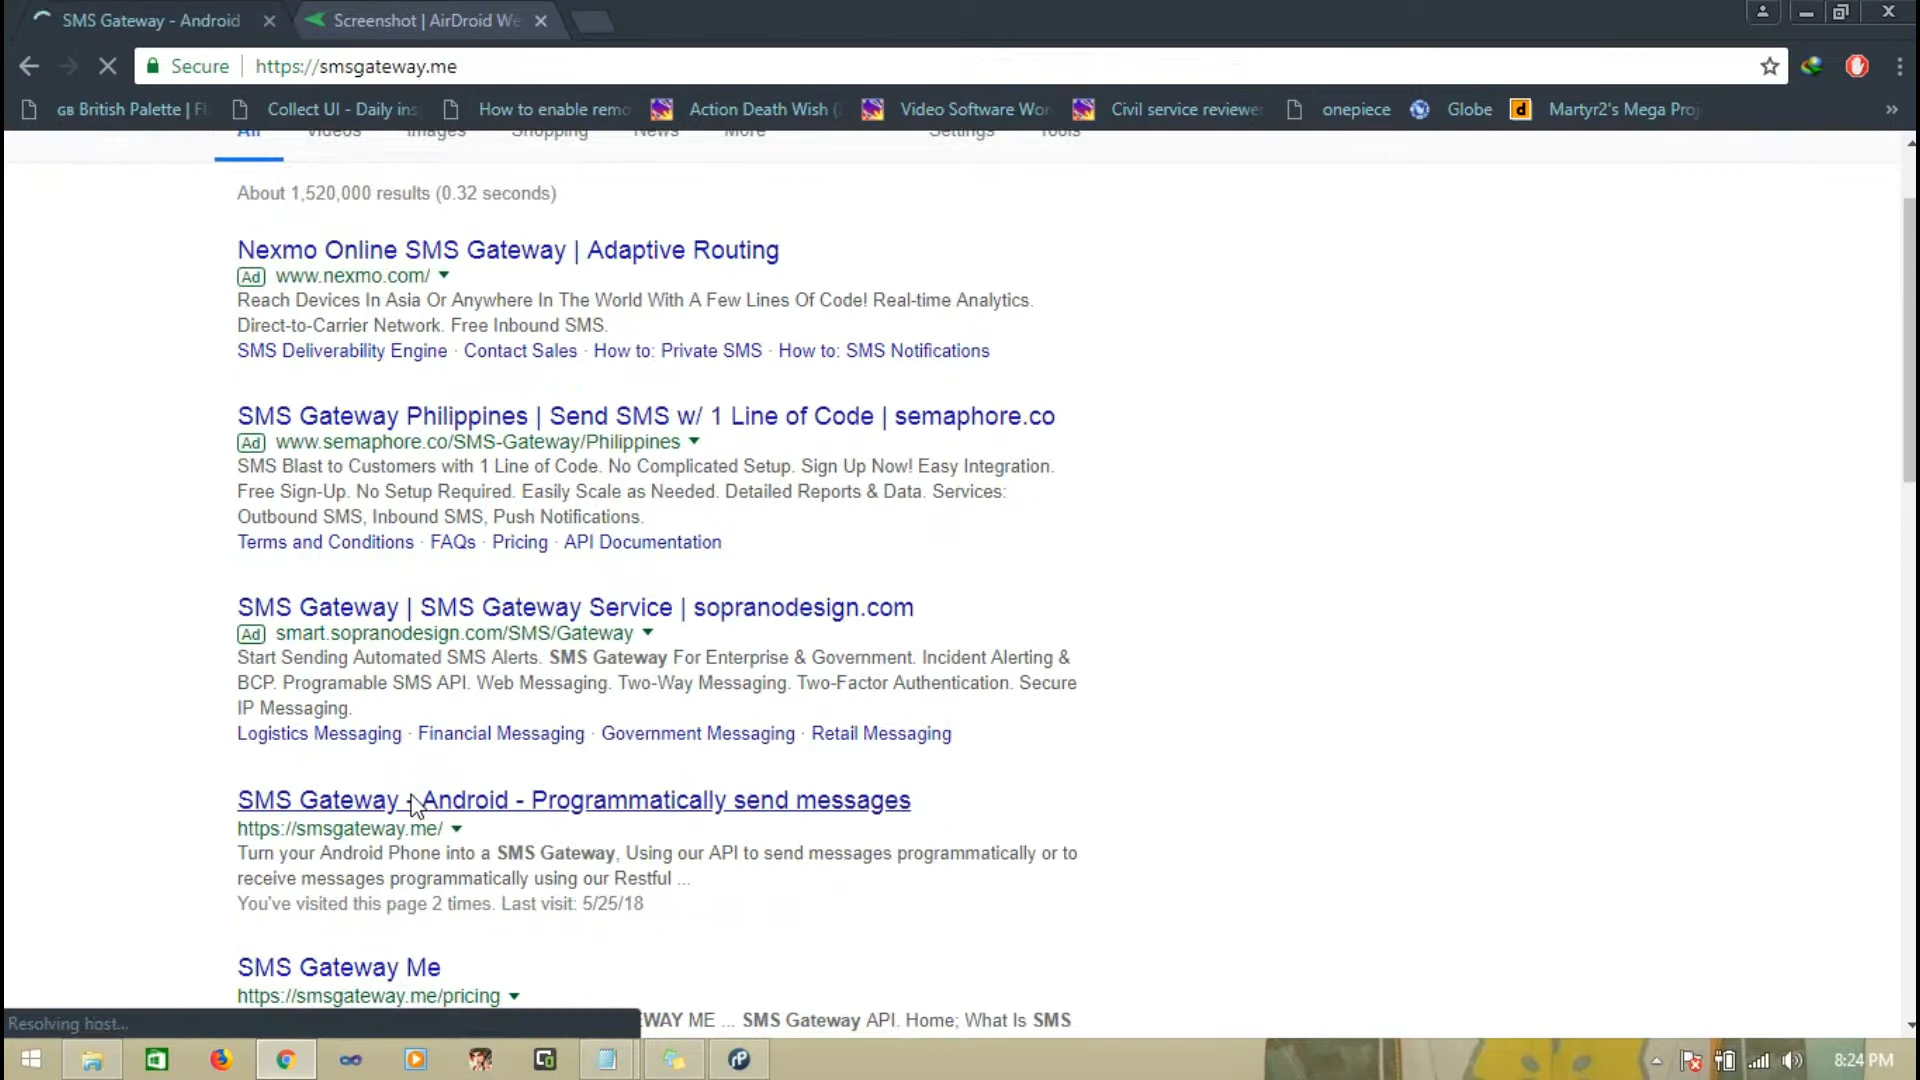 SMS Gateway - Android
Screenshot | AirDroid We
Secure
https://smsgateway.me
GB British Palette | F
Collect UI - Daily ins
How to enable remo
Action Death Wish (
Video Software Wor
Civil service reviewer
onepiece
Globe
Martyr2's Mega Proj
»
All Videos Images Shopping News More Settings Tools
About 1,520,000 results (0.32 seconds)
Nexmo Online SMS Gateway | Adaptive Routing
Ad www.nexmo.com/
Reach Devices In Asia Or Anywhere In The World With A Few Lines Of Code! Real-time Analytics.
Direct-to-Carrier Network. Free Inbound SMS.
SMS Deliverability Engine · Contact Sales · How to: Private SMS · How to: SMS Notifications
SMS Gateway Philippines | Send SMS w/ 1 Line of Code | semaphore.co
Ad www.semaphore.co/SMS-Gateway/Philippines
SMS Blast to Customers with 1 Line of Code. No Complicated Setup. Sign Up Now! Easy Integration.
Free Sign-Up. No Setup Required. Easily Scale as Needed. Detailed Reports & Data. Services:
Outbound SMS, Inbound SMS, Push Notifications.
Terms and Conditions · FAQs · Pricing · API Documentation
SMS Gateway | SMS Gateway Service | sopranodesign.com
Ad smart.sopranodesign.com/SMS/Gateway
Start Sending Automated SMS Alerts. SMS Gateway For Enterprise & Government. Incident Alerting &
BCP. Programable SMS API. Web Messaging. Two-Way Messaging. Two-Factor Authentication. Secure
IP Messaging.
Logistics Messaging · Financial Messaging · Government Messaging · Retail Messaging
SMS Gateway - Android - Programmatically send messages
https://smsgateway.me/
Turn your Android Phone into a SMS Gateway, Using our API to send messages programmatically or to
receive messages programmatically using our Restful ...
You've visited this page 2 times. Last visit: 5/25/18
SMS Gateway Me
https://smsgateway.me/pricing
WAY ME ... SMS Gateway API. Home; What Is SMS
Resolving host...
8:24 PM